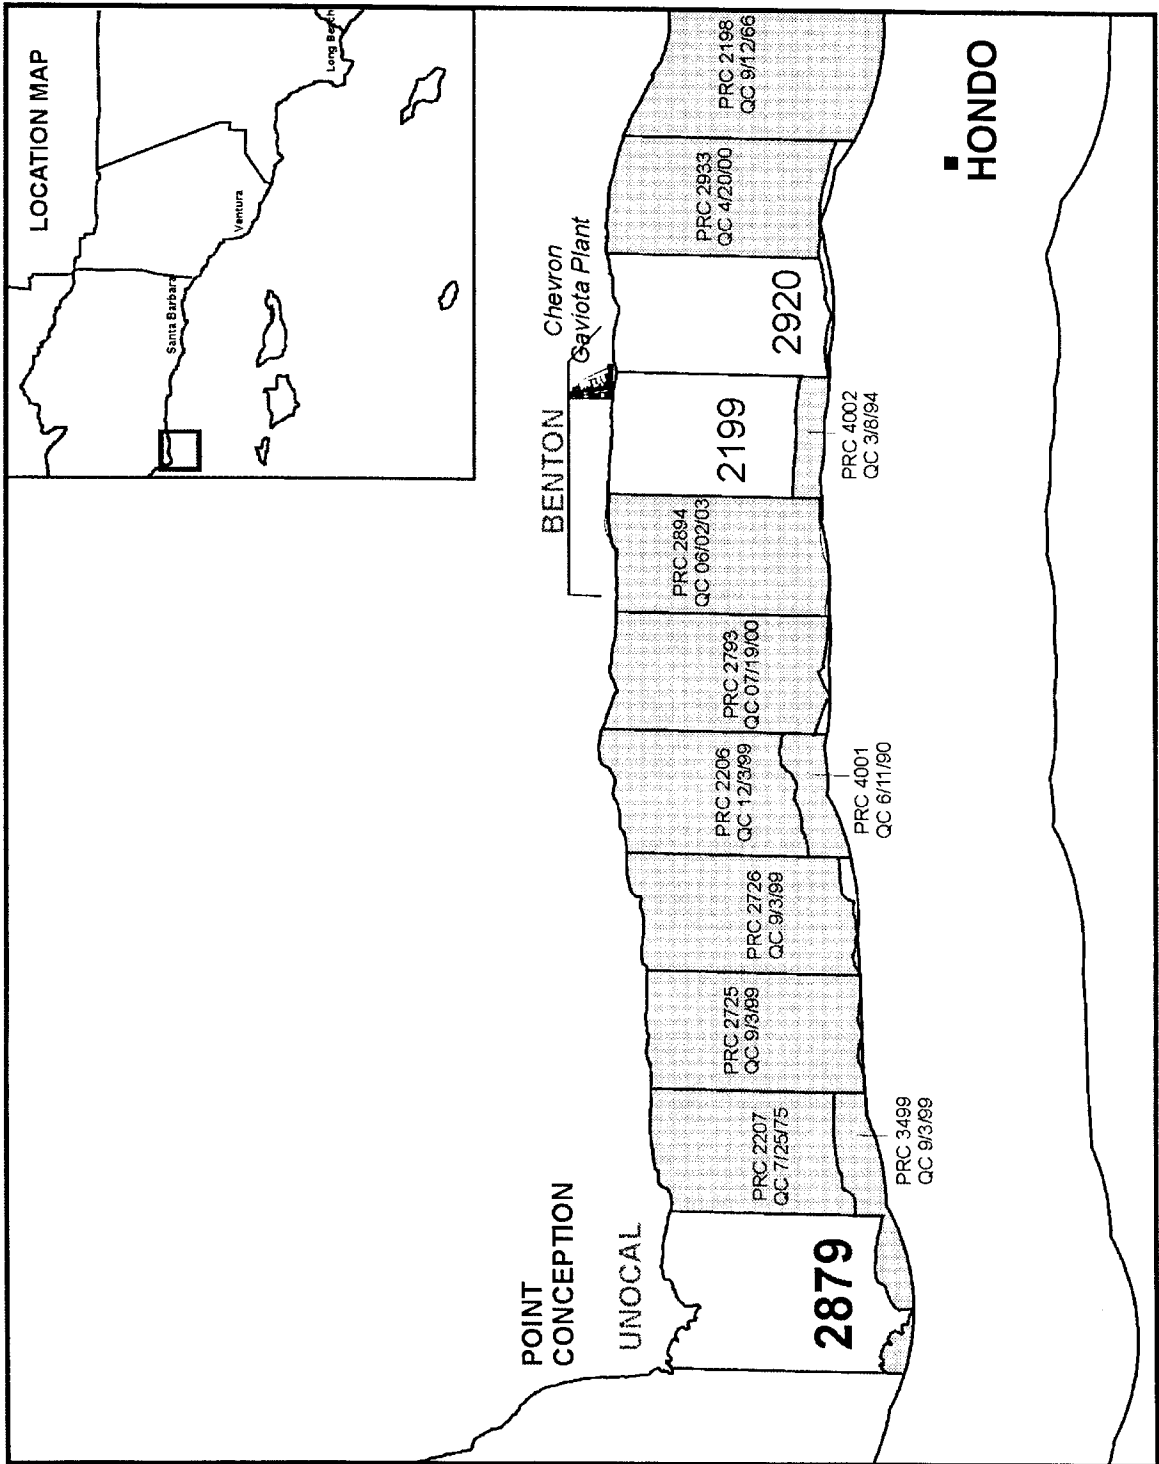 LOCATION MAP
Santa Barbara
Ventura
Long Beach
POINT
CONCEPTION
UNOCAL
BENTON
Chevron
Gaviota Plant
2879
PRC 2207
QC 7/25/75
PRC 3499
QC 9/3/99
PRC 2725
QC 9/3/99
PRC 2726
QC 9/3/99
PRC 2206
QC 12/3/99
PRC 4001
QC 6/11/90
PRC 2793
QC 07/19/00
PRC 2894
QC 06/02/03
2199
PRC 4002
QC 3/8/94
2920
PRC 2933
QC 4/20/00
PRC 2198
QC 9/12/66
HONDO